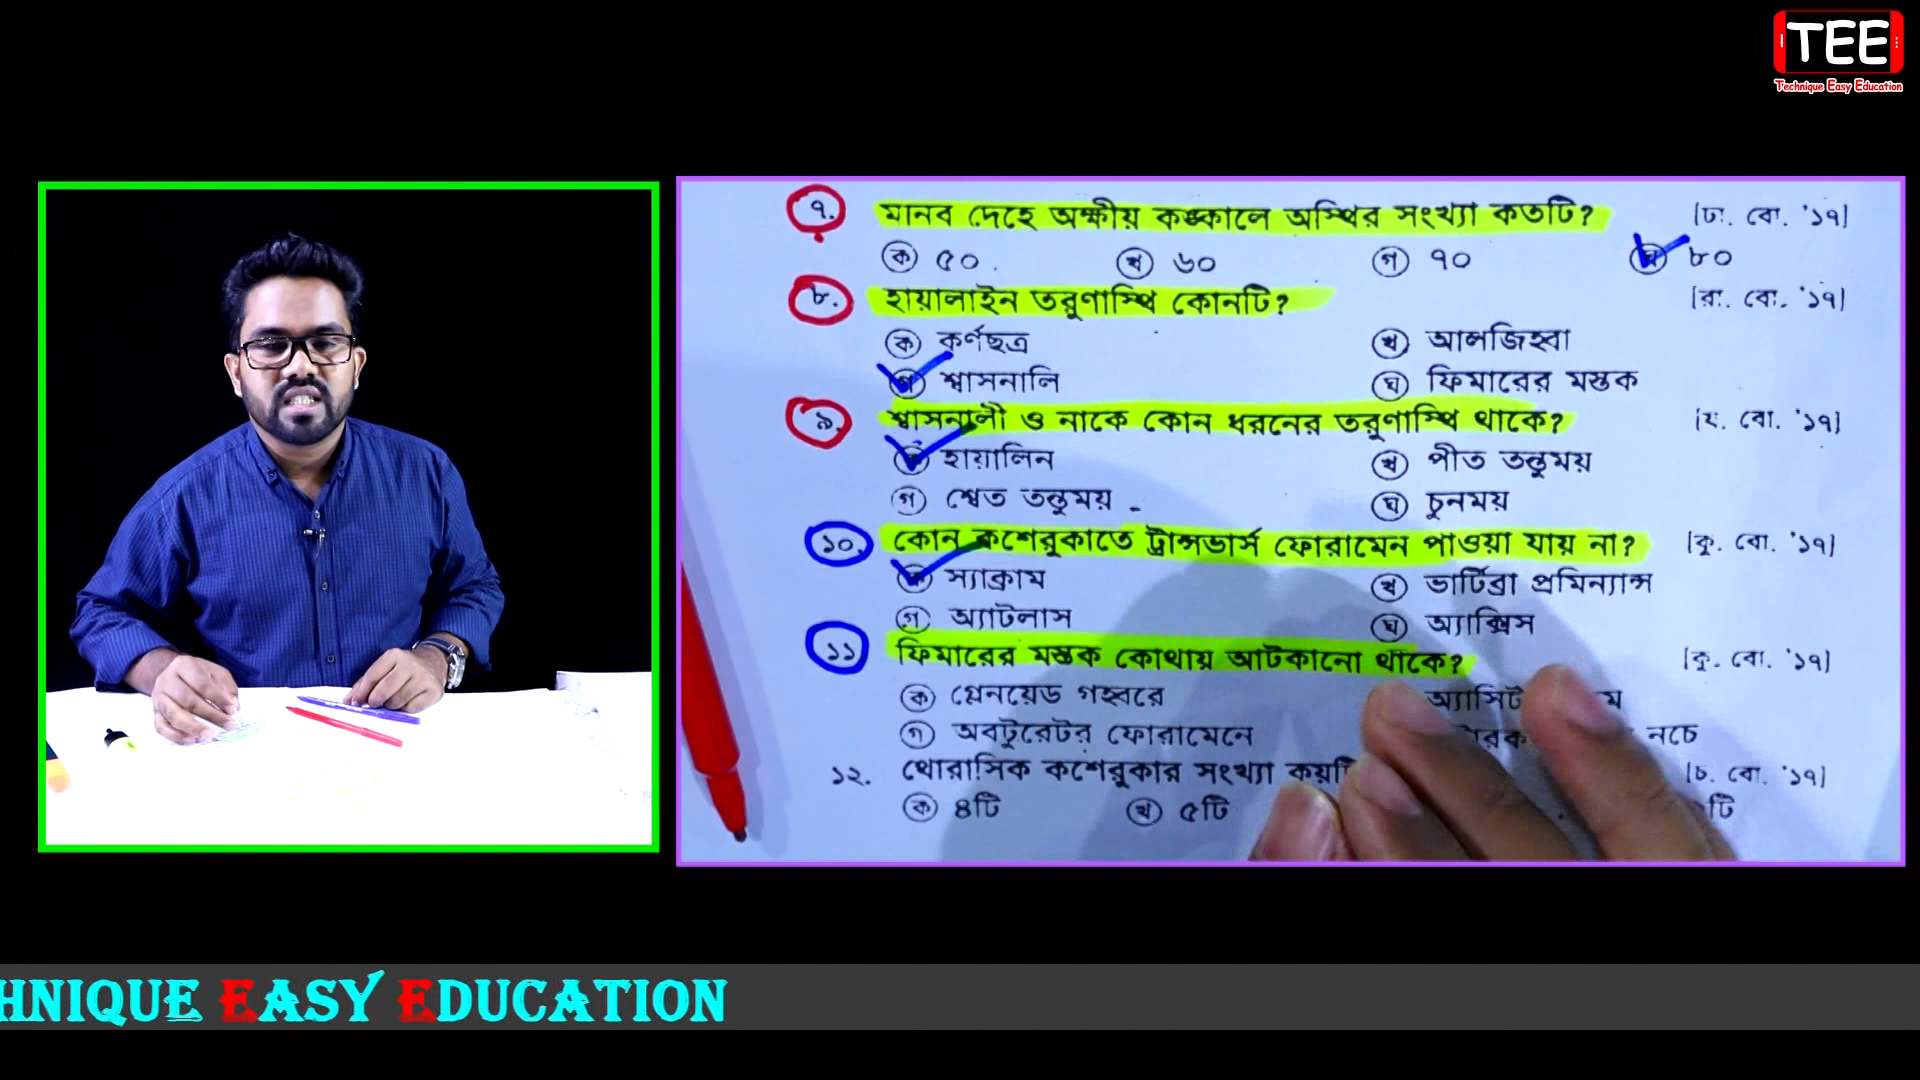 TEE
Technique Easy Education
৭. মানব দেহে অক্ষীয় কঙ্কালে অস্থির সংখ্যা কতটি? [ঢা. বো. '১৭]
ক ৫০ খ ৬০ গ ৭০ ঘ ৮০
৮. হায়ালাইন তরুণাস্থি কোনটি? [রা. বো. '১৭]
ক কর্ণছত্র খ আলজিহ্বা
গ শ্বাসনালি ঘ ফিমারের মস্তক
৯. শ্বাসনালী ও নাকে কোন ধরনের তরুণাস্থি থাকে? [য. বো. '১৭]
ক হায়ালিন খ পীত তন্তুময়
গ শ্বেত তন্তুময় ঘ চুনময়
১০. কোন কশেরুকাতে ট্রান্সভার্স ফোরামেন পাওয়া যায় না? [কু. বো. '১৭]
ক স্যাক্রাম খ ভার্টিব্রা প্রমিন্যান্স
গ অ্যাটলাস ঘ অ্যাক্সিস
১১ ফিমারের মস্তক কোথায় আটকানো থাকে? [কু. বো. '১৭]
ক গ্লেনয়েড গহ্বরে
গ অবটুরেটর ফোরামেনে নচে
১২. থোরাসিক কশেরুকার সংখ্যা [চ. বো. '১৭]
ক ৪টি খ ৫টি টি
HNIQUE EASY EDUCATION